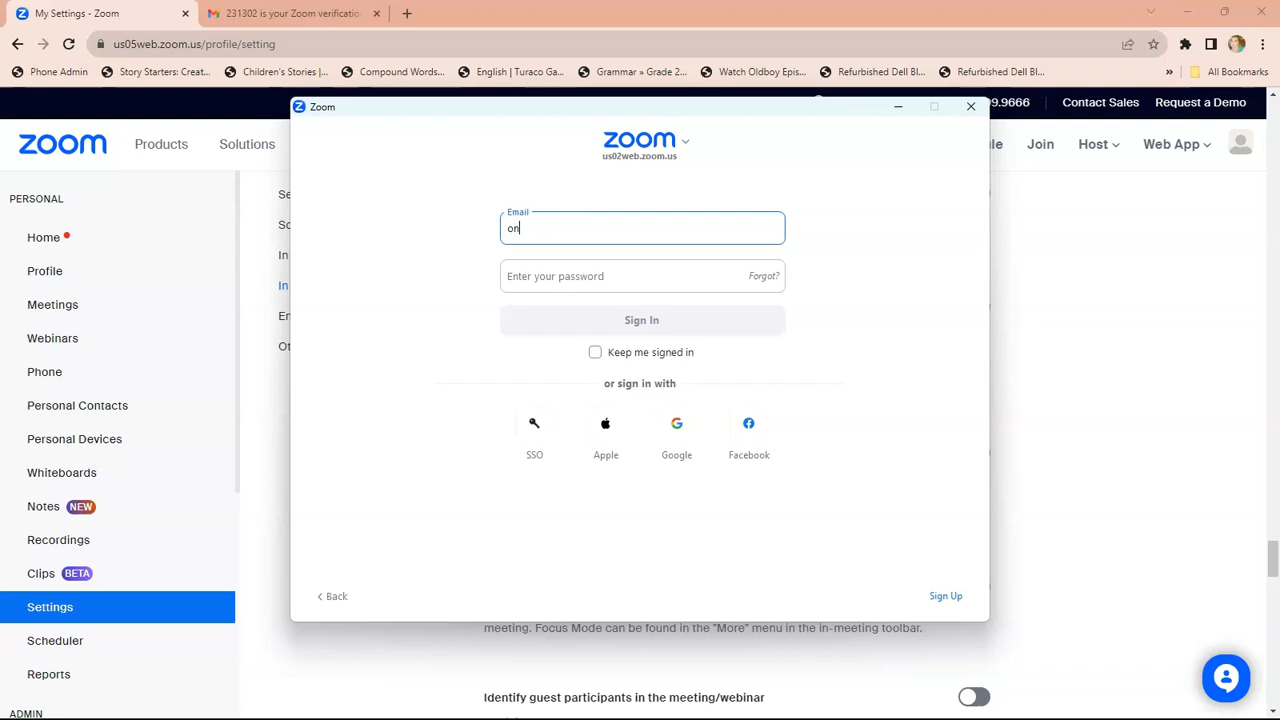 My Settings - Zoom
231302 is your Zoom verificatio
us05web.zoom.us/profile/setting
Phone Admin
Story Starters: Creat...
Children's Stories |...
Compound Words...
English | Turaco Ga...
Grammar » Grade 2...
Watch Oldboy Epis...
Refurbished Dell Bl...
Refurbished Dell Bl...
»
All Bookmarks
99.9666
Contact Sales
Request a Demo
zoom
Products
Solutions
Join
Host
Web App
PERSONAL
Home
Profile
Meetings
Webinars
Phone
Personal Contacts
Personal Devices
Whiteboards
Notes NEW
Recordings
Clips BETA
Settings
Scheduler
Reports
ADMIN
Zoom
zoom
us02web.zoom.us
Email
on
Enter your password
Forgot?
Sign In
Keep me signed in
or sign in with
SSO
Apple
Google
Facebook
Back
Sign Up
meeting. Focus Mode can be found in the "More" menu in the in-meeting toolbar.
Identify guest participants in the meeting/webinar